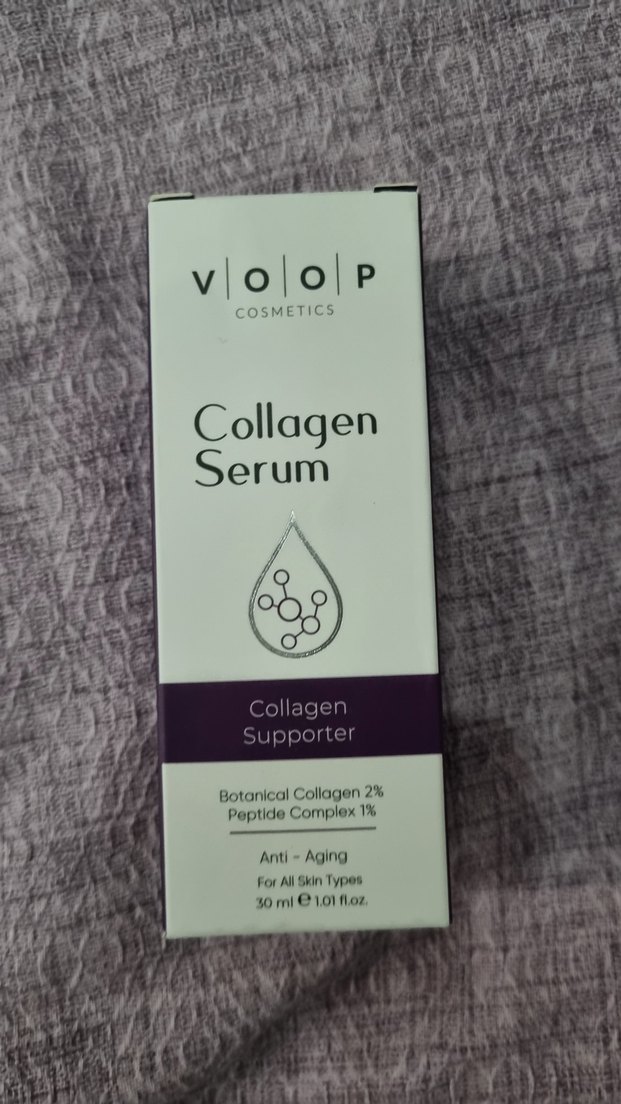 V|O|O|P
COSMETICS
Collagen
Serum
Collagen
Supporter
Botanical Collagen 2%
Peptide Complex 1%
Anti - Aging
For All Skin Types
30 ml ℮ 1.01 fl.oz.